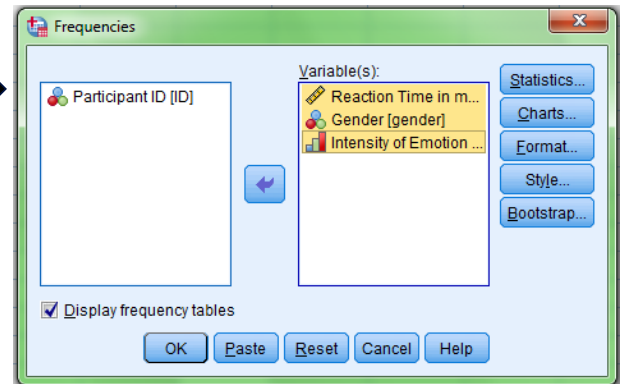 Frequencies
Variable(s):
Participant ID [ID]
Reaction Time in m...
Gender [gender]
Intensity of Emotion ...
Statistics...
Charts...
Format...
Style...
Bootstrap...
Display frequency tables
OK Paste Reset Cancel Help